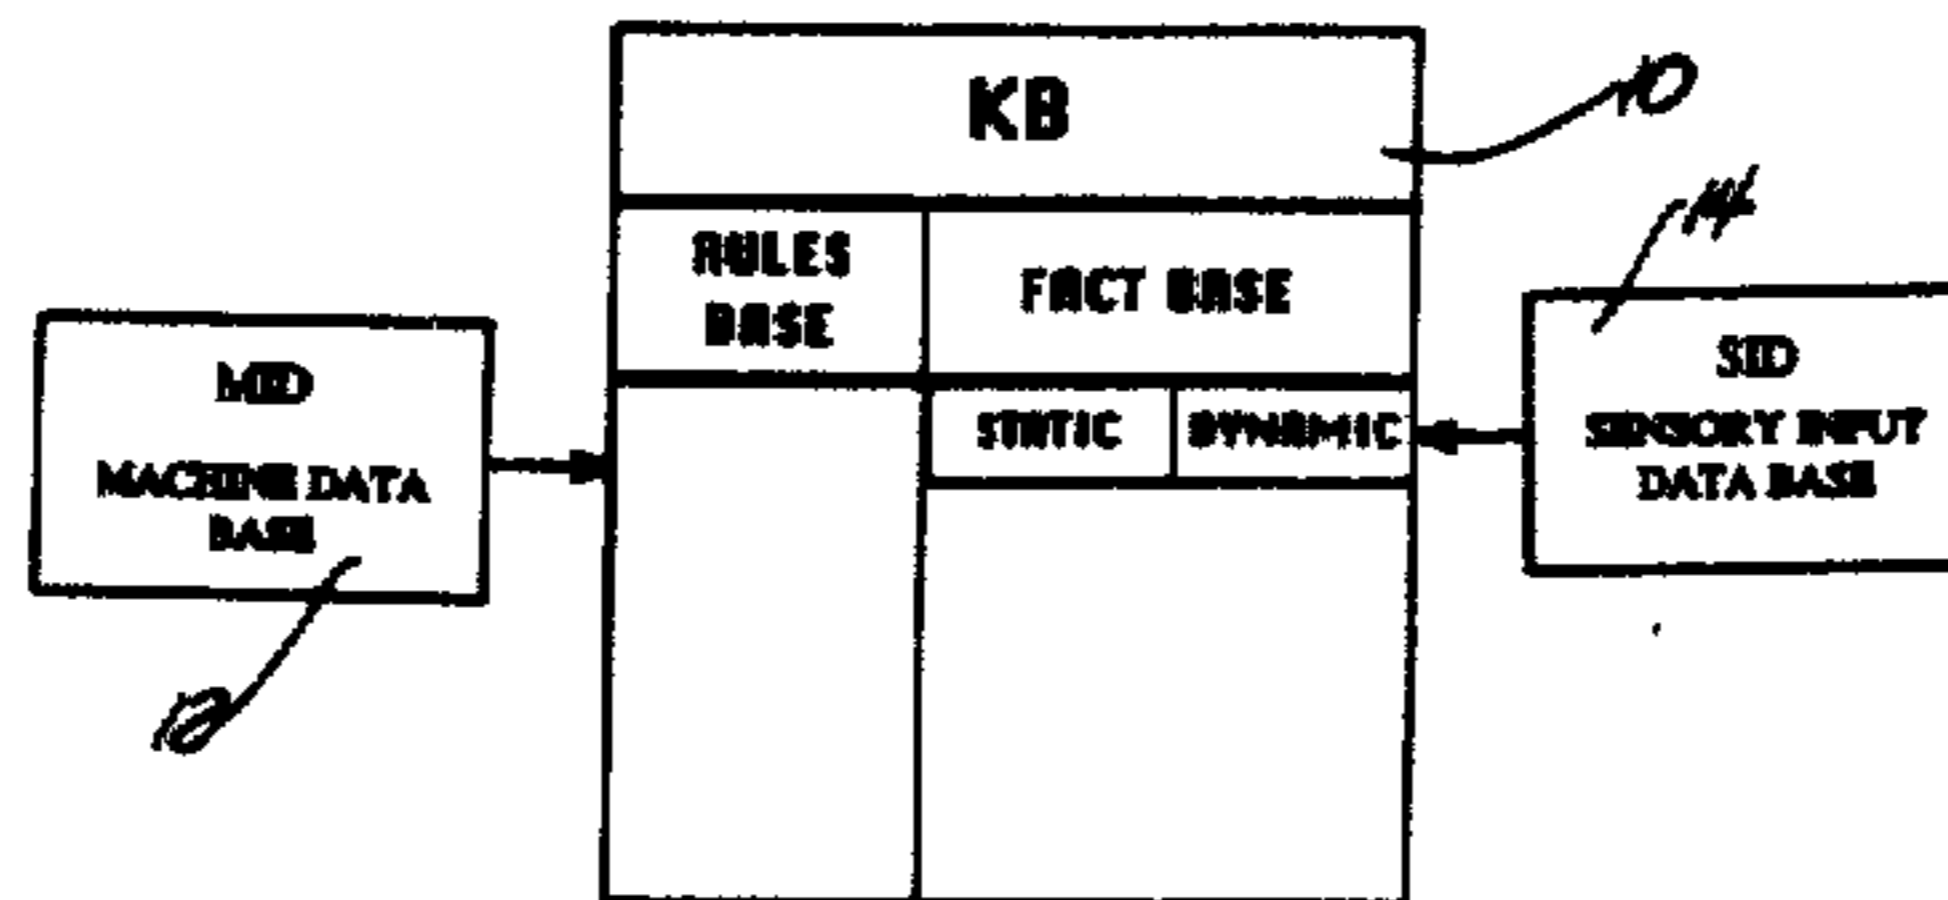 KB
10
RULES
BASE
FACT BASE
14
MID
MACHINE DATA
BASE
SID
SENSORY INPUT
DATA BASE
STATIC
DYNAMIC
12